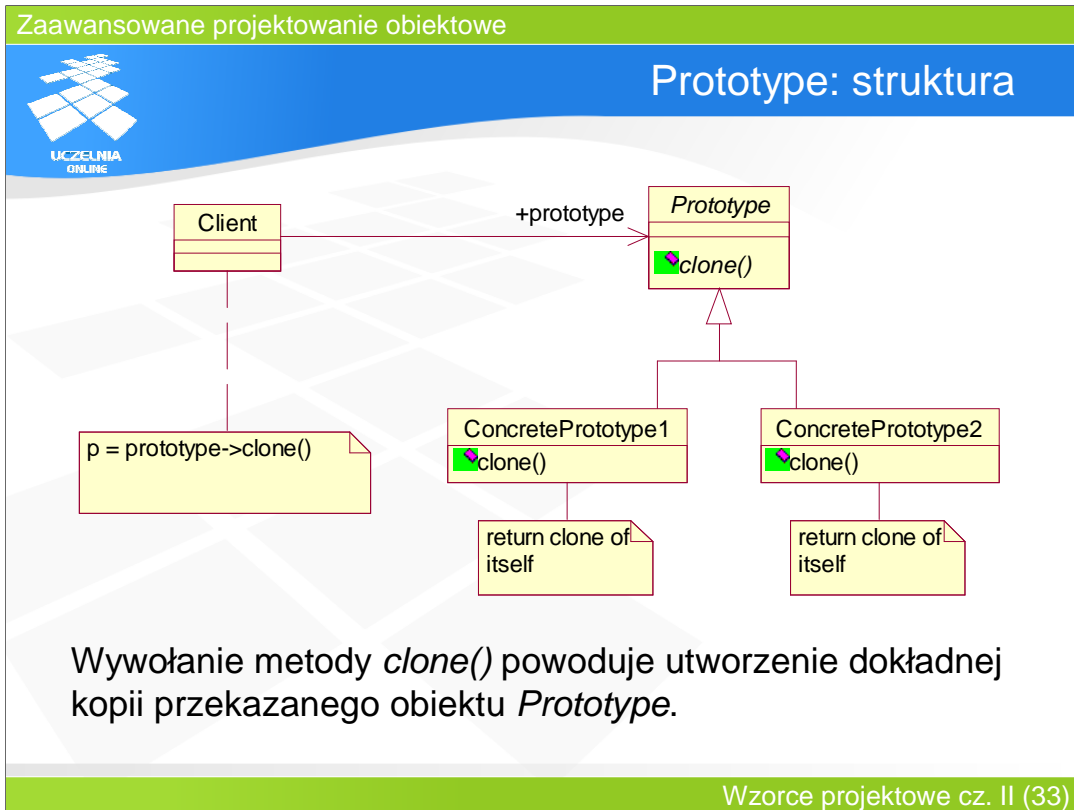 Zaawansowane projektowanie obiektowe
Prototype: struktura
UCZELNIA
ONLINE
Client
+prototype
Prototype
clone()
p = prototype->clone()
ConcretePrototype1
clone()
ConcretePrototype2
clone()
return clone of
itself
return clone of
itself
Wywołanie metody clone() powoduje utworzenie dokładnej
kopii przekazanego obiektu Prototype.
Wzorce projektowe cz. II (33)